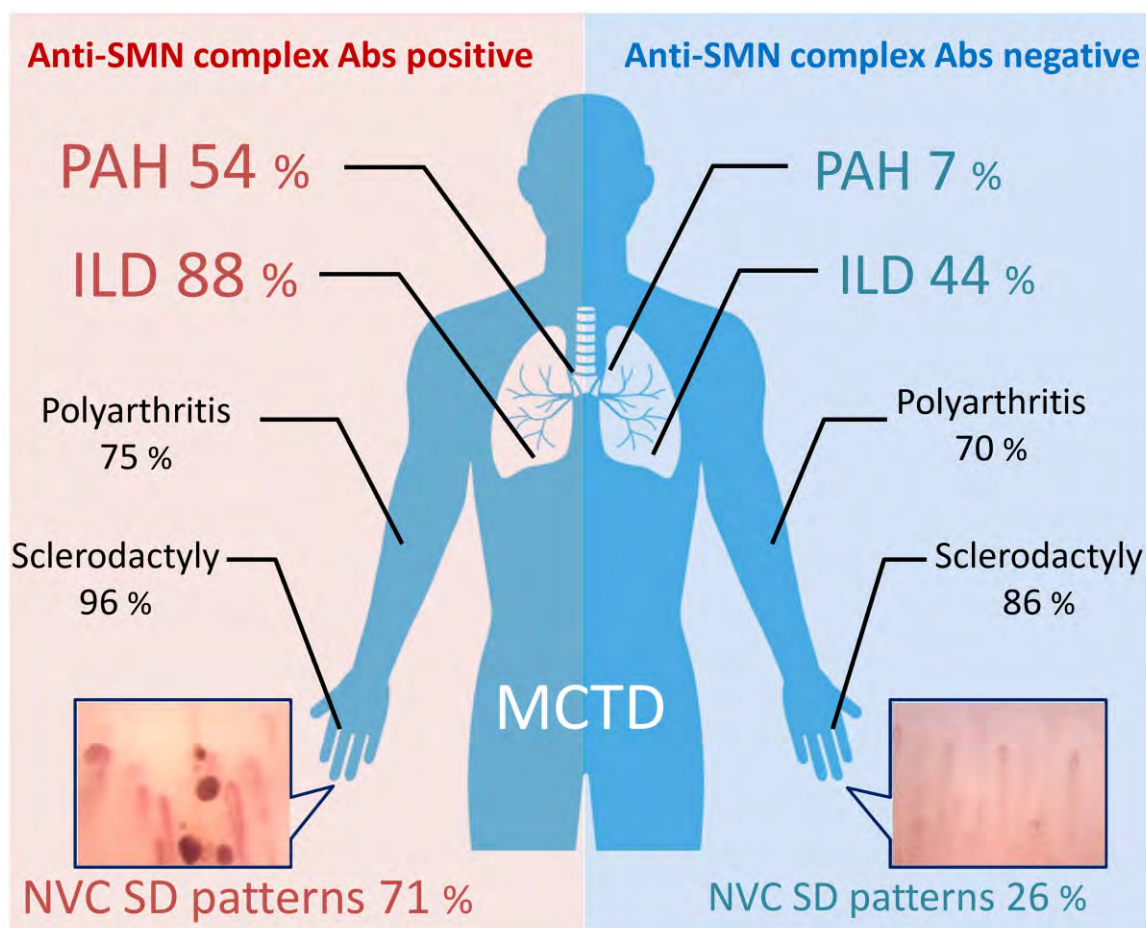 Anti-SMN complex Abs positive
PAH 54 %
ILD 88 %
Polyarthritis
75 %
Sclerodactyly
96 %
NVC SD patterns 71 %
Anti-SMN complex Abs negative
PAH 7 %
ILD 44 %
Polyarthritis
70 %
Sclerodactyly
86 %
NVC SD patterns 26 %
MCTD